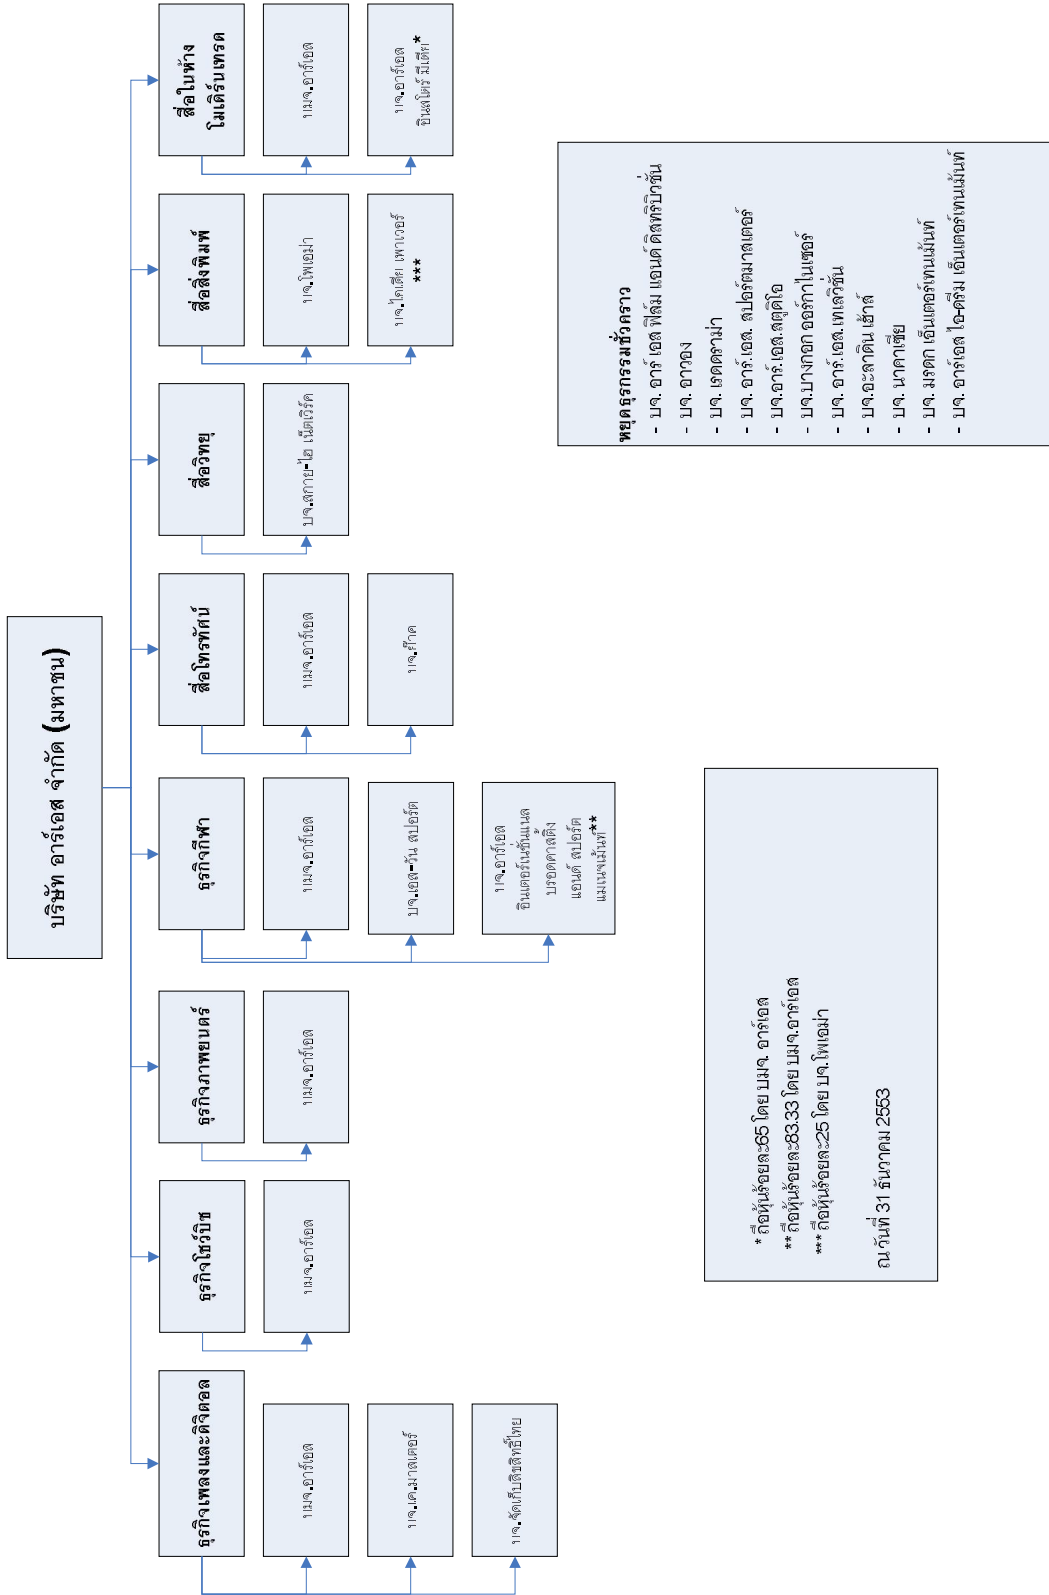 บริษัท อาร์เอส จำกัด (มหาชน)
ธุรกิจเพลงและดิจิตอล
บมจ.อาร์เอส
บจ.เค.มาสเตอร์
บจ.จัดเก็บลิขสิทธิ์ไทย
ธุรกิจโชว์บิซ
บมจ.อาร์เอส
ธุรกิจภาพยนตร์
บมจ.อาร์เอส
ธุรกิจกีฬา
บมจ.อาร์เอส
บจ.เอส-วัน สปอร์ต
บจ.อาร์เอส
อินเตอร์เนชั่นแนล
บรอดคาสติ้ง
แอนด์ สปอร์ต
แมเนจเม้นท์**
สื่อโทรทัศน์
บมจ.อาร์เอส
บจ.ย๊าค
สื่อวิทยุ
บจ.สกาย-ไฮ เน็ตเวิร์ค
สื่อสิ่งพิมพ์
บจ.โพเอม่า
บจ.ไกเดีย เพาเวอร์
***
สื่อในห้าง
โมเดิร์นเทรด
บมจ.อาร์เอส
บจ.อาร์เอส
อินสโตร์ มีเดีย*
* ถือหุ้นร้อยละ65 โดย บมจ. อาร์เอส
** ถือหุ้นร้อยละ83.33 โดย บมจ.อาร์เอส
*** ถือหุ้นร้อยละ25 โดย บจ.โพเอม่า
ณ วันที่ 31 ธันวาคม 2553
หยุดธุรกรรมชั่วคราว
- บจ. อาร์ เอส ฟิล์ม แอนด์ ดิสทริบิวชั่น
- บจ. อาวอง
- บจ. เรดดราม่า
- บจ. อาร์.เอส. สปอร์ตมาสเตอร์
- บจ.อาร์.เอส.สตูดิโอ
- บจ.บางกอก ออร์กาไนเซอร์
- บจ. อาร์.เอส.เทเลวิชั่น
- บจ.อะลาดิน เฮ้าส์
- บจ. นาคาเซีย
- บจ. มรดก เอ็นเตอร์เทนเม้นท์
- บจ. อาร์เอส ไอ-ดรีม เอ็นเตอร์เทนเม้นท์